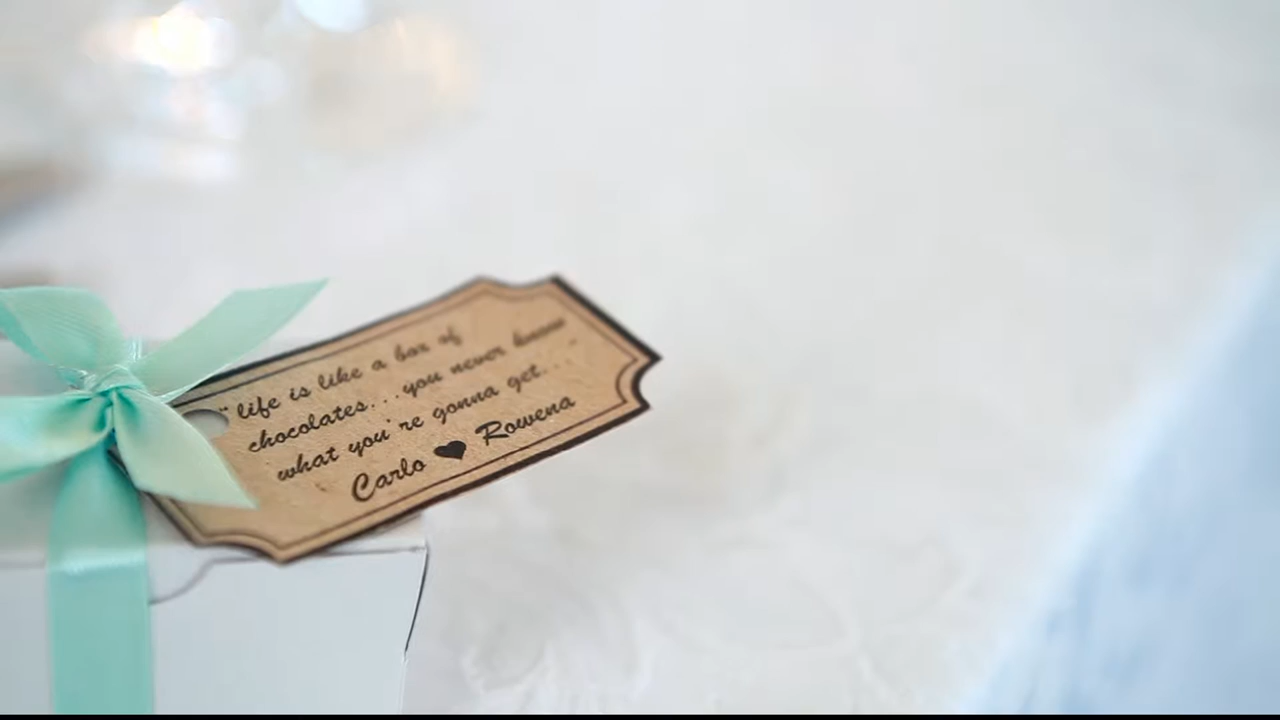 "life is like a box of
chocolates...you never know
what you're gonna get..."
Carlo ♥ Rowena